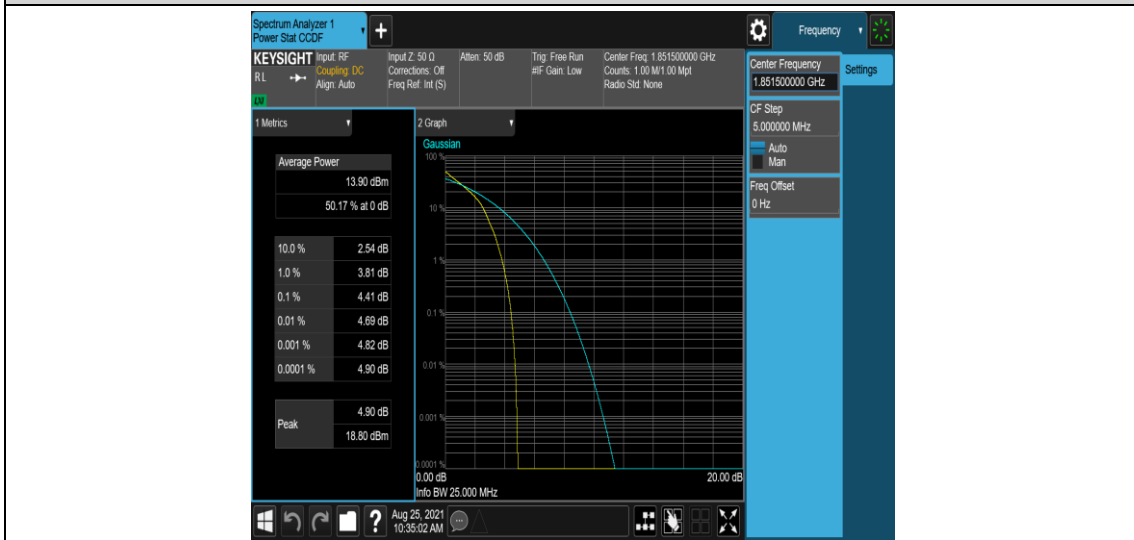 Spectrum Analyzer 1
Power Stat CCDF
+
Frequency
KEYSIGHT
RL
LXI
Input: RF
Coupling: DC
Align: Auto
Input Z: 50 Ω
Corrections: Off
Freq Ref: Int (S)
Atten: 50 dB
Trig: Free Run
#IF Gain: Low
Center Freq: 1.851500000 GHz
Counts: 1.00 M/1.00 Mpt
Radio Std: None
Center Frequency
1.851500000 GHz
Settings
CF Step
5.000000 MHz
Auto
Man
Freq Offset
0 Hz
1 Metrics
Average Power
13.90 dBm
50.17 % at 0 dB
10.0 % 2.54 dB
1.0 % 3.81 dB
0.1 % 4.41 dB
0.01 % 4.69 dB
0.001 % 4.82 dB
0.0001 % 4.90 dB
Peak
4.90 dB
18.80 dBm
2 Graph
Gaussian
100 %
10 %
1 %
0.1 %
0.01 %
0.001 %
0.0001 %
0.00 dB 20.00 dB
Info BW 25.000 MHz
?
Aug 25, 2021
10:35:02 AM